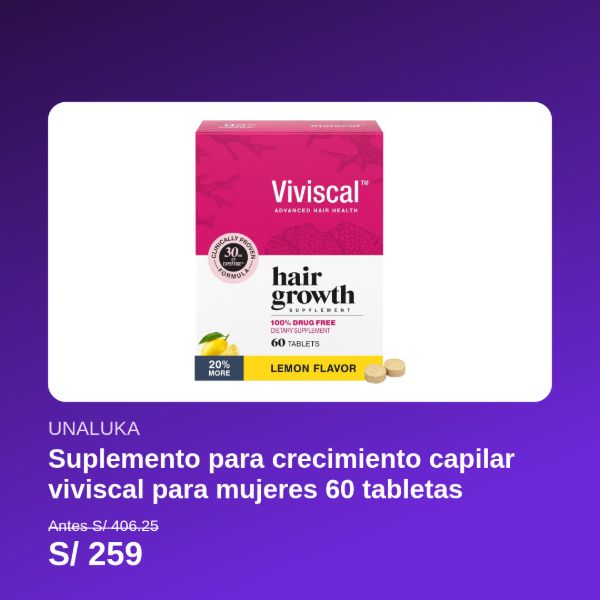 Viviscal
Viviscal™
ADVANCED HAIR HEALTH
CLINICALLY PROVEN
30
FORMULA
hair
growth
SUPPLEMENT
100% DRUG FREE
DIETARY SUPPLEMENT
60 TABLETS
20%
MORE
LEMON FLAVOR
UNALUKA
Suplemento para crecimiento capilar
viviscal para mujeres 60 tabletas
Antes S/ 406.25
S/ 259